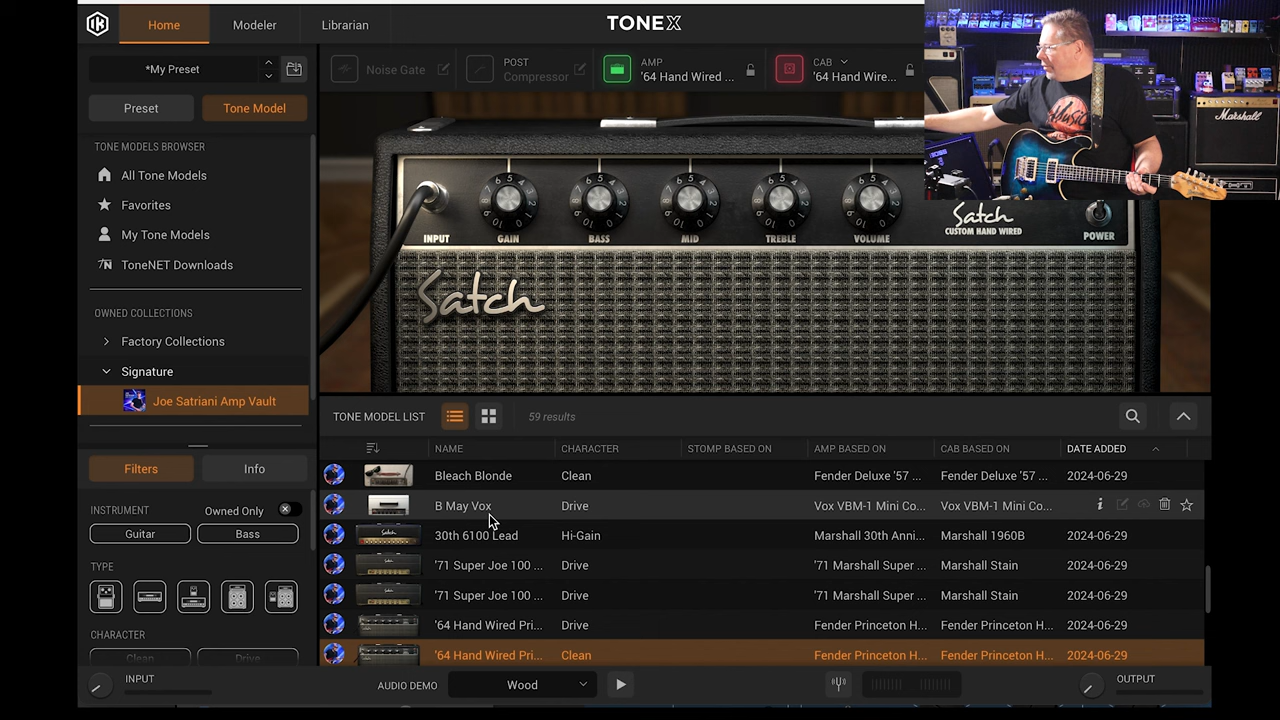 Home
Modeler
Librarian
TONEX
*My Preset
Noise Gate
POST
Compressor
AMP
'64 Hand Wired ...
CAB
'64 Hand Wire...
Preset
Tone Model
TONE MODELS BROWSER
All Tone Models
Favorites
My Tone Models
ToneNET Downloads
OWNED COLLECTIONS
Factory Collections
Signature
Joe Satriani Amp Vault
INPUT
GAIN
BASS
MID
TREBLE
VOLUME
Satch
CUSTOM HAND WIRED
POWER
Satch
Music
Marshall
TONE MODEL LIST
59 results
NAME
CHARACTER
STOMP BASED ON
AMP BASED ON
CAB BASED ON
DATE ADDED
Bleach Blonde Clean Fender Deluxe '57 ... Fender Deluxe '57 ... 2024-06-29
B May Vox Drive Vox VBM-1 Mini Co... Vox VBM-1 Mini Co... 2024-06-29
30th 6100 Lead Hi-Gain Marshall 30th Anni... Marshall 1960B 2024-06-29
'71 Super Joe 100 ... Drive '71 Marshall Super ... Marshall Stain 2024-06-29
'71 Super Joe 100 ... Drive '71 Marshall Super ... Marshall Stain 2024-06-29
'64 Hand Wired Pri... Drive Fender Princeton H... Fender Princeton H... 2024-06-29
'64 Hand Wired Pri... Clean Fender Princeton H... Fender Princeton H... 2024-06-29
Filters
Info
INSTRUMENT
Owned Only
Guitar
Bass
TYPE
CHARACTER
Clean
Drive
INPUT
AUDIO DEMO
Wood
OUTPUT